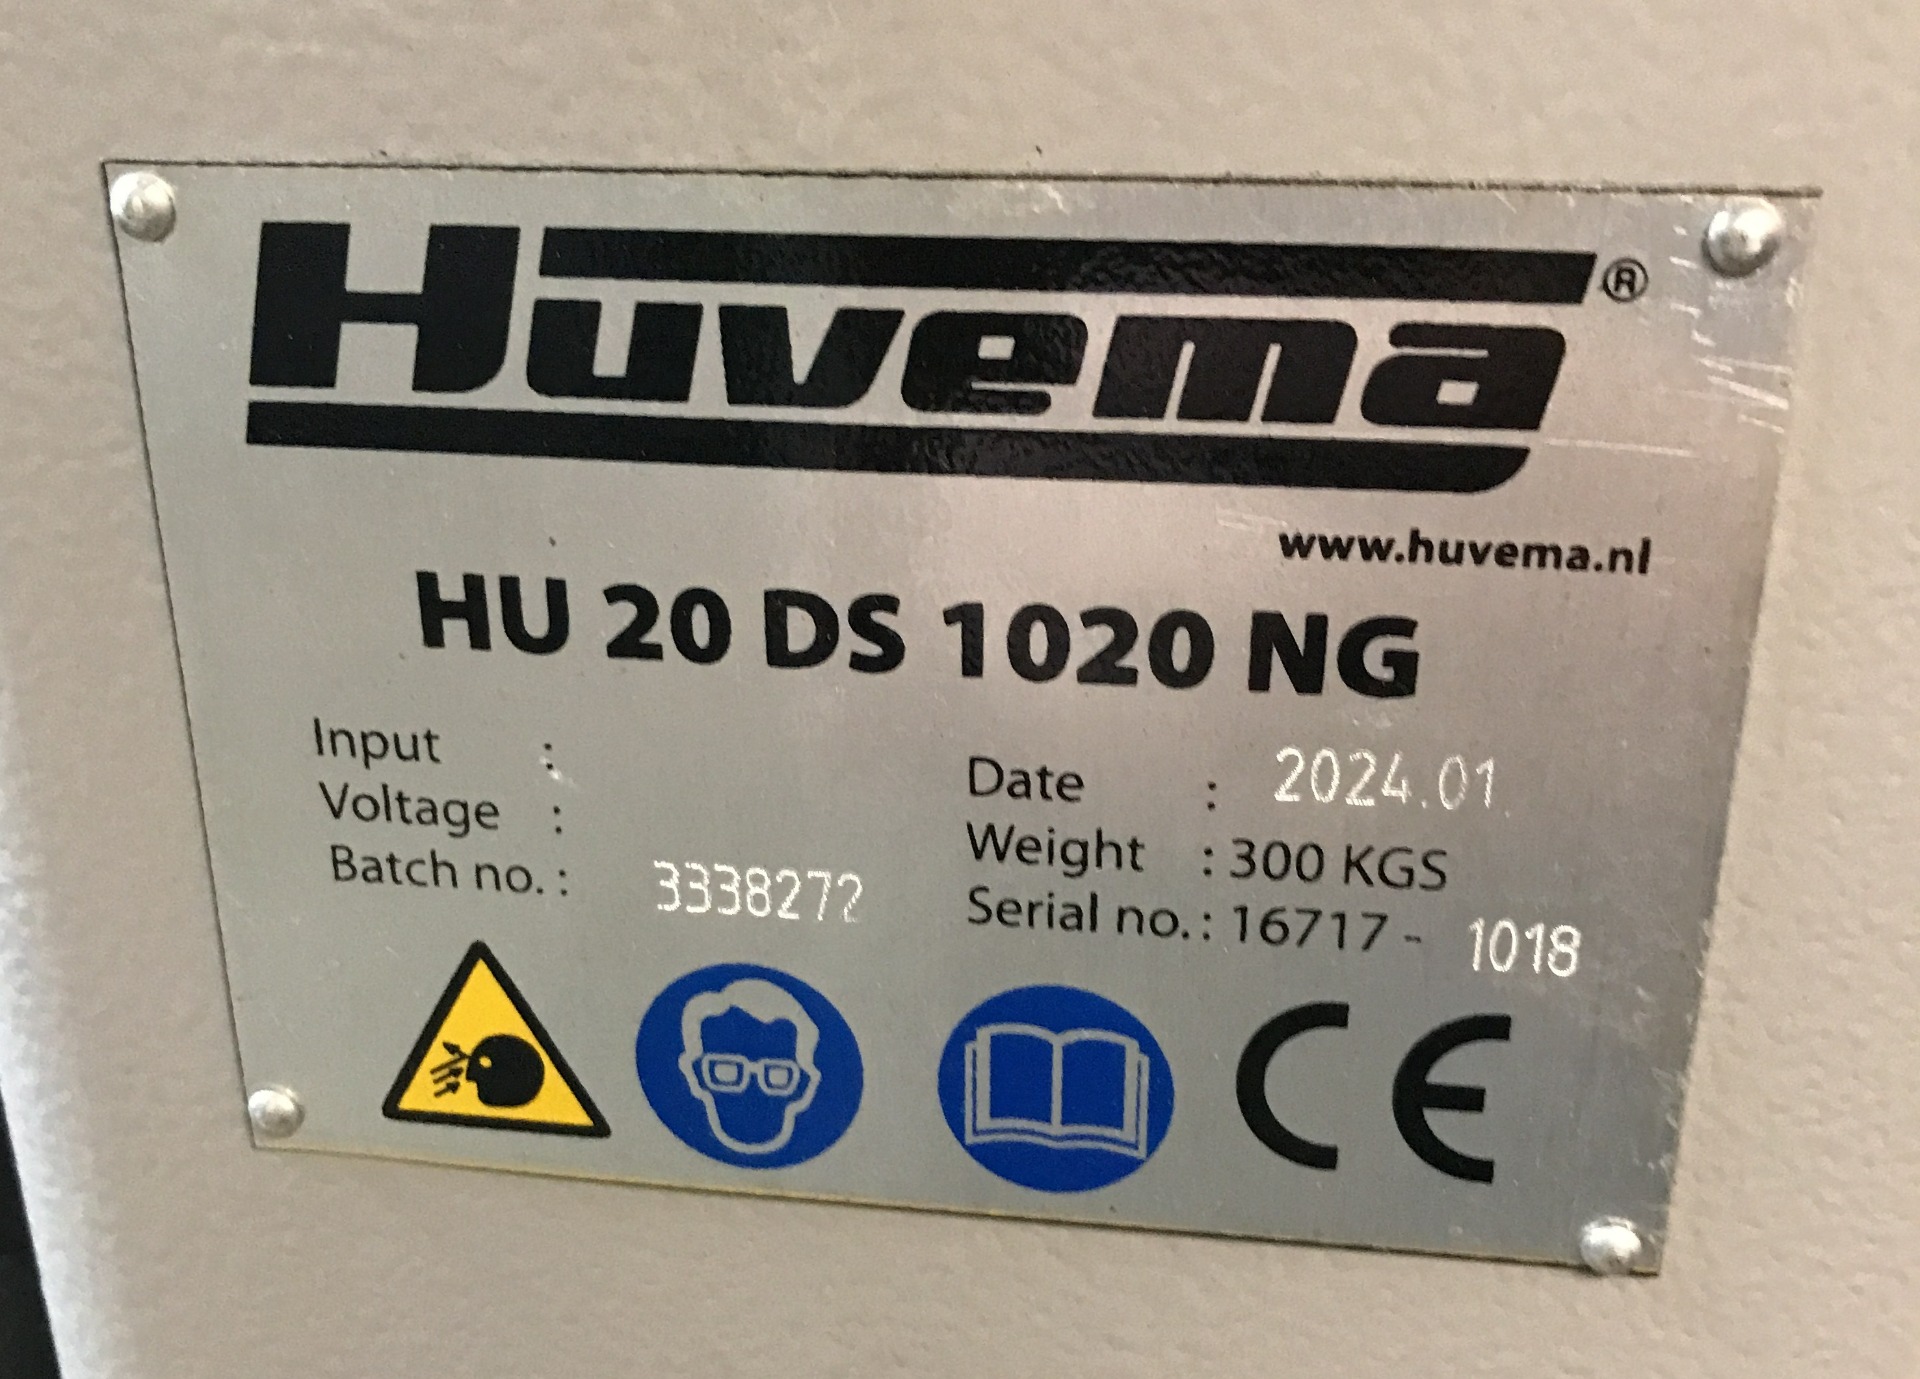 Huvema®
www.huvema.nl
HU 20 DS 1020 NG
Input :
Voltage :
Batch no. : 3338272
Date : 2024.01
Weight : 300 KGS
Serial no. : 16717 - 1018
CE